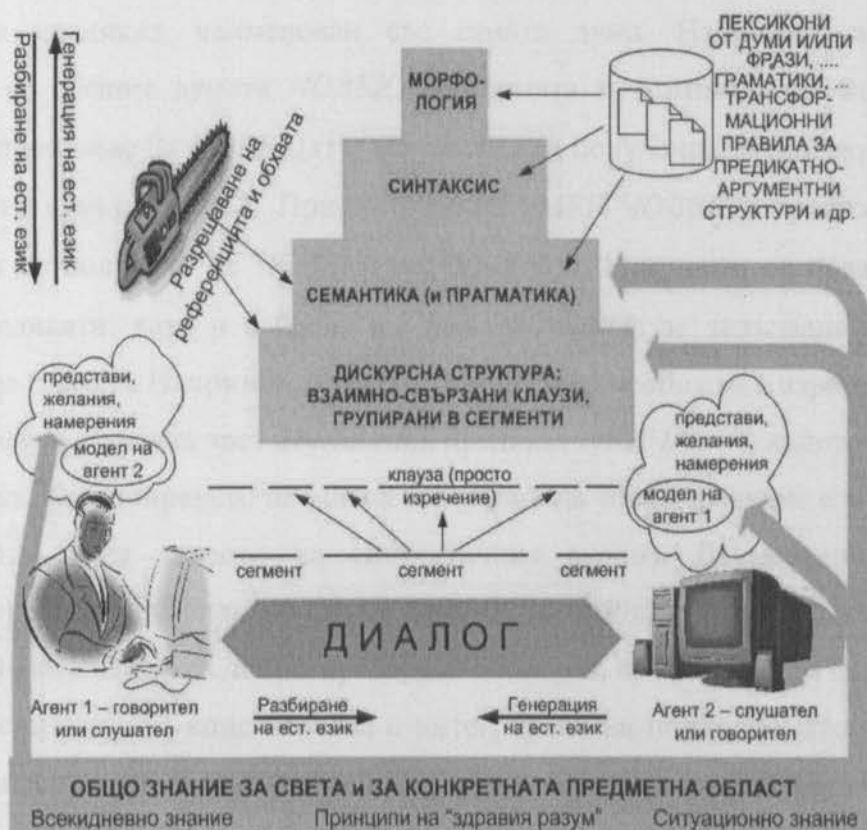 Разбиране на ест. език
Генерация на ест. език
ЛЕКСИКОНИ
ОТ ДУМИ И/ИЛИ
ФРАЗИ, ...
ГРАМАТИКИ,
ТРАНСФОР-
МАЦИОННИ
ПРАВИЛА ЗА
ПРЕДИКАТНО-
АРГУМЕНТНИ
СТРУКТУРИ и др.
МОРФО-
ЛОГИЯ
СИНТАКСИС
Разрешаване на
референцията и обхвата
СЕМАНТИКА (и ПРАГМАТИКА)
ДИСКУРСНА СТРУКТУРА:
ВЗАИМНО-СВЪРЗАНИ КЛАУЗИ,
ГРУПИРАНИ В СЕГМЕНТИ
представи,
желания,
намерения
модел на
агент 2
представи,
желания,
намерения
модел на
агент 1
клауза (просто
изречение)
сегмент сегмент сегмент
ДИАЛОГ
Агент 1 – говорител
или слушател
Разбиране
на ест. език
Генерация
на ест. език
Агент 2 – слушател
или говорител
ОБЩО ЗНАНИЕ ЗА СВЕТА и ЗА КОНКРЕТНАТА ПРЕДМЕТНА ОБЛАСТ
Всекидневно знание Принципи на "здравия разум" Ситуационно знание